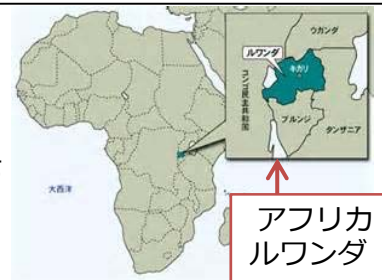 ウガンダ
ルワンダ
キガリ
コンゴ民主共和国
ブルンジ
タンザニア
大西洋
アフリカ
ルワンダ